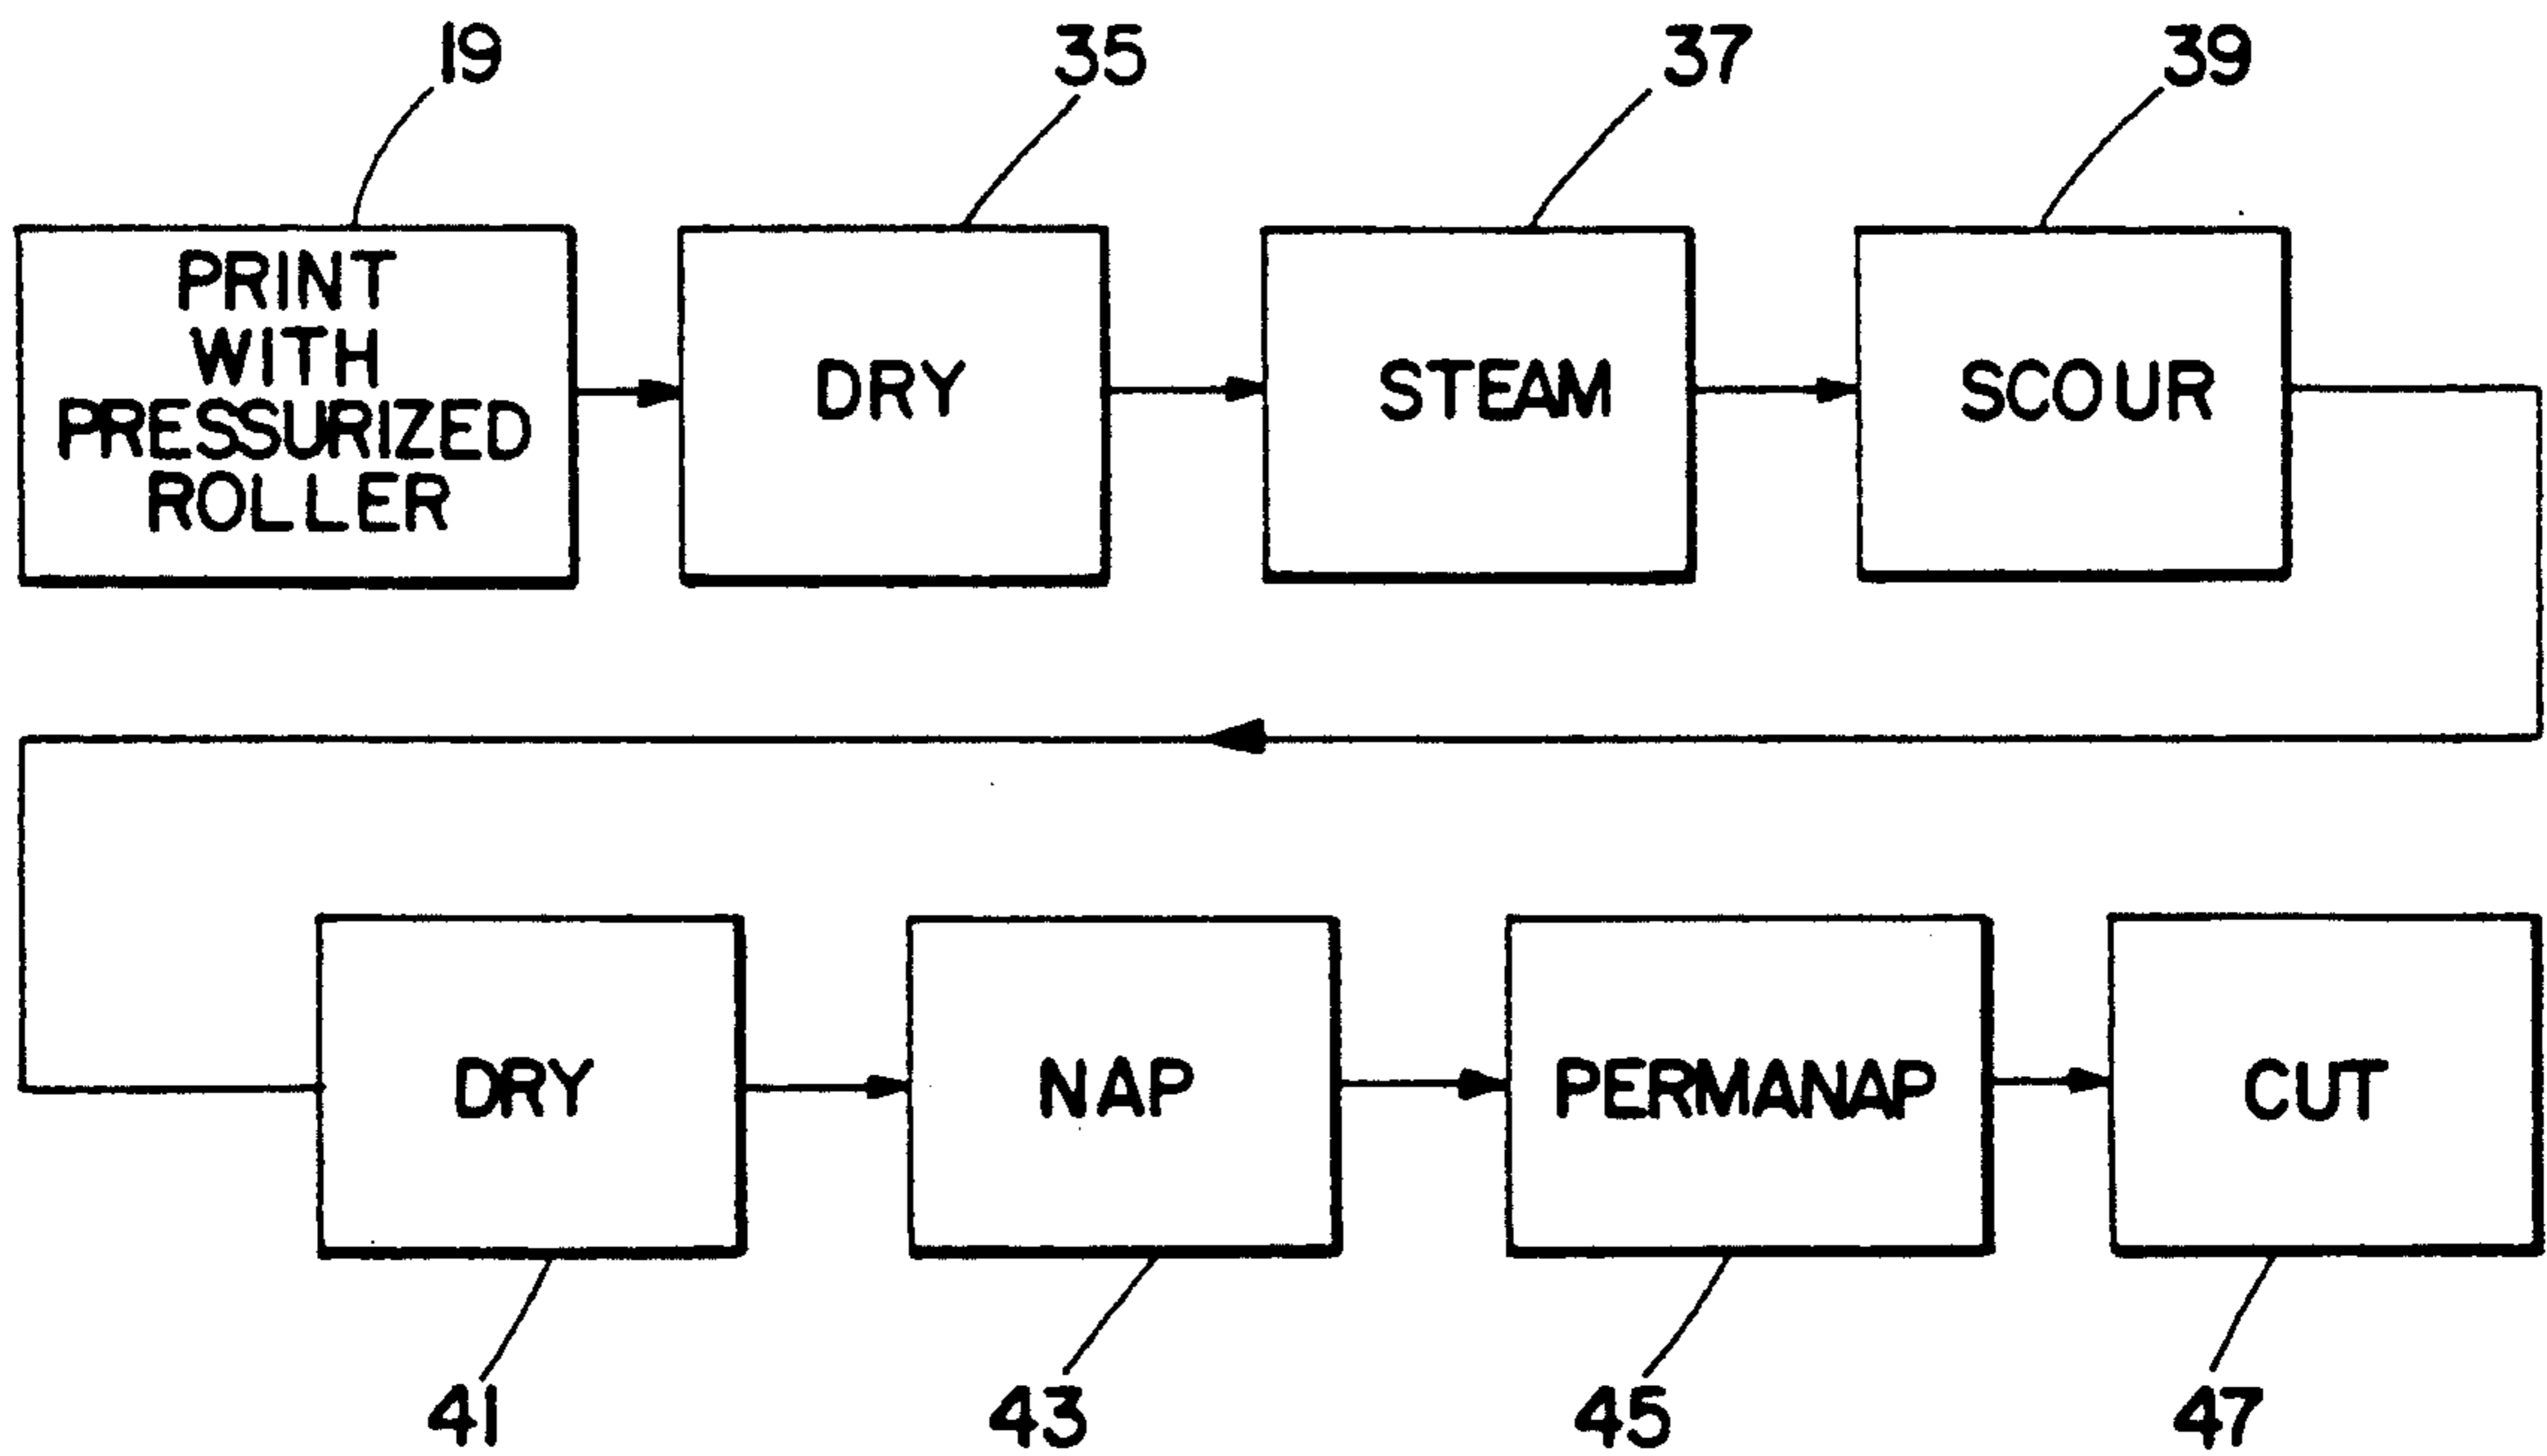 19
35
37
39
PRINT
WITH
PRESSURIZED
ROLLER
DRY
STEAM
SCOUR
DRY
NAP
PERMANAP
CUT
41
43
45
47